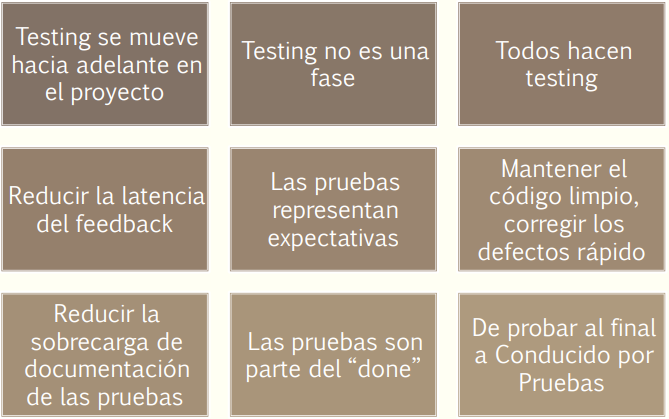 Testing se mueve
hacia adelante en
el proyecto
Testing no es una
fase
Todos hacen
testing
Reducir la latencia
del feedback
Las pruebas
representan
expectativas
Mantener el
código limpio,
corregir los
defectos rápido
Reducir la
sobrecarga de
documentación
de las pruebas
Las pruebas son
parte del “done”
De probar al final
a Conducido por
Pruebas